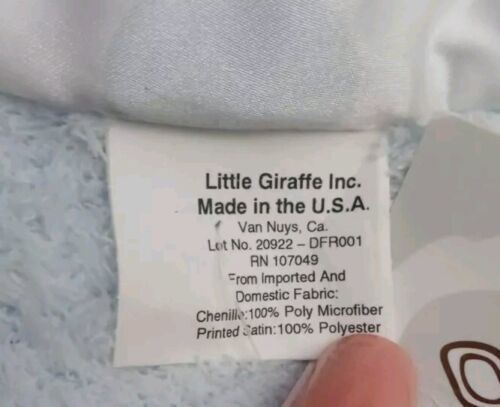 Little Giraffe Inc.
Made in the U.S.A.
Van Nuys, Ca.
Lot No. 20922 – DFR001
RN 107049
From Imported And
Domestic Fabric:
Chenille:100% Poly Microfiber
Printed Satin:100% Polyester